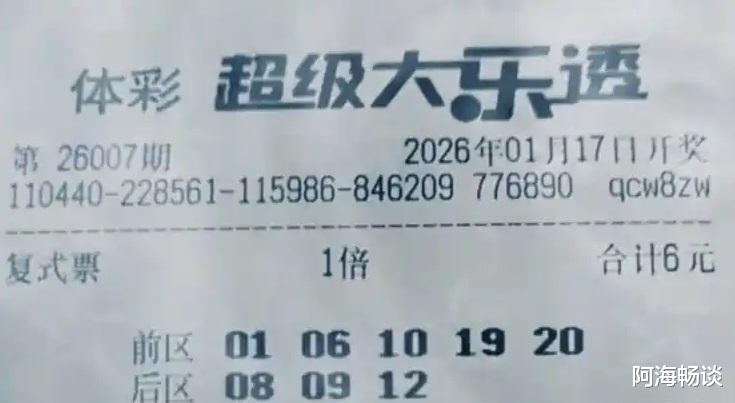 体彩 超级大乐透
第 26007期 2026年01月17日开奖
110440-228561-115986-846209 776890 qcw8zw
复式票 1倍 合计6元
前区 01 06 10 19 20
后区 08 09 12
阿海畅谈